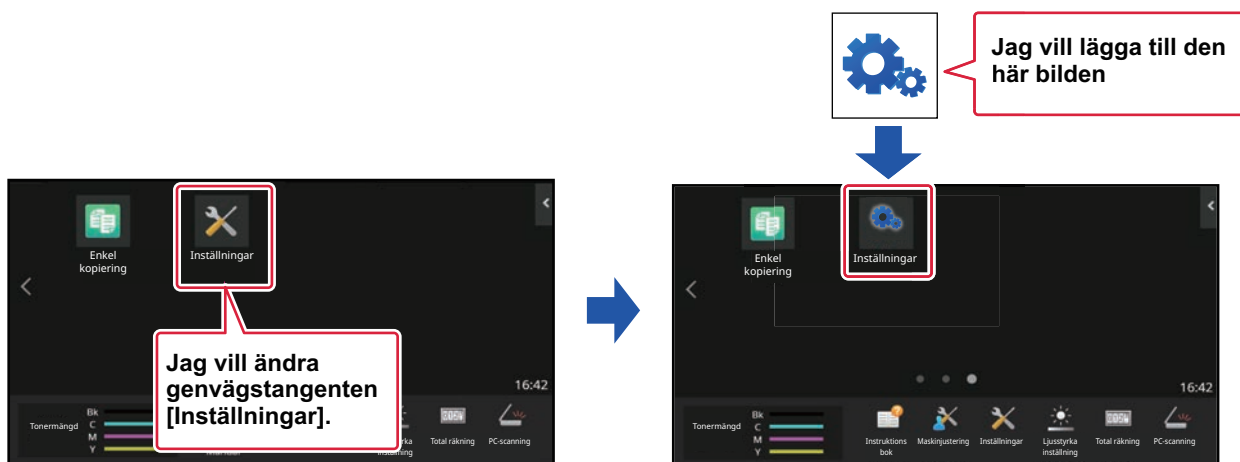 Jag vill lägga till den
här bilden
Enkel
kopiering
Inställningar
Jag vill ändra
genvägstangenten
[Inställningar].
16:42
Tonermängd
Bk
C
M
Y
Total räkning
PC-scanning
Enkel
kopiering
Inställningar
16:42
Tonermängd
Bk
C
M
Y
Instruktions
bok
Maskinjustering
Inställningar
Ljusstyrka
inställning
Total räkning
PC-scanning